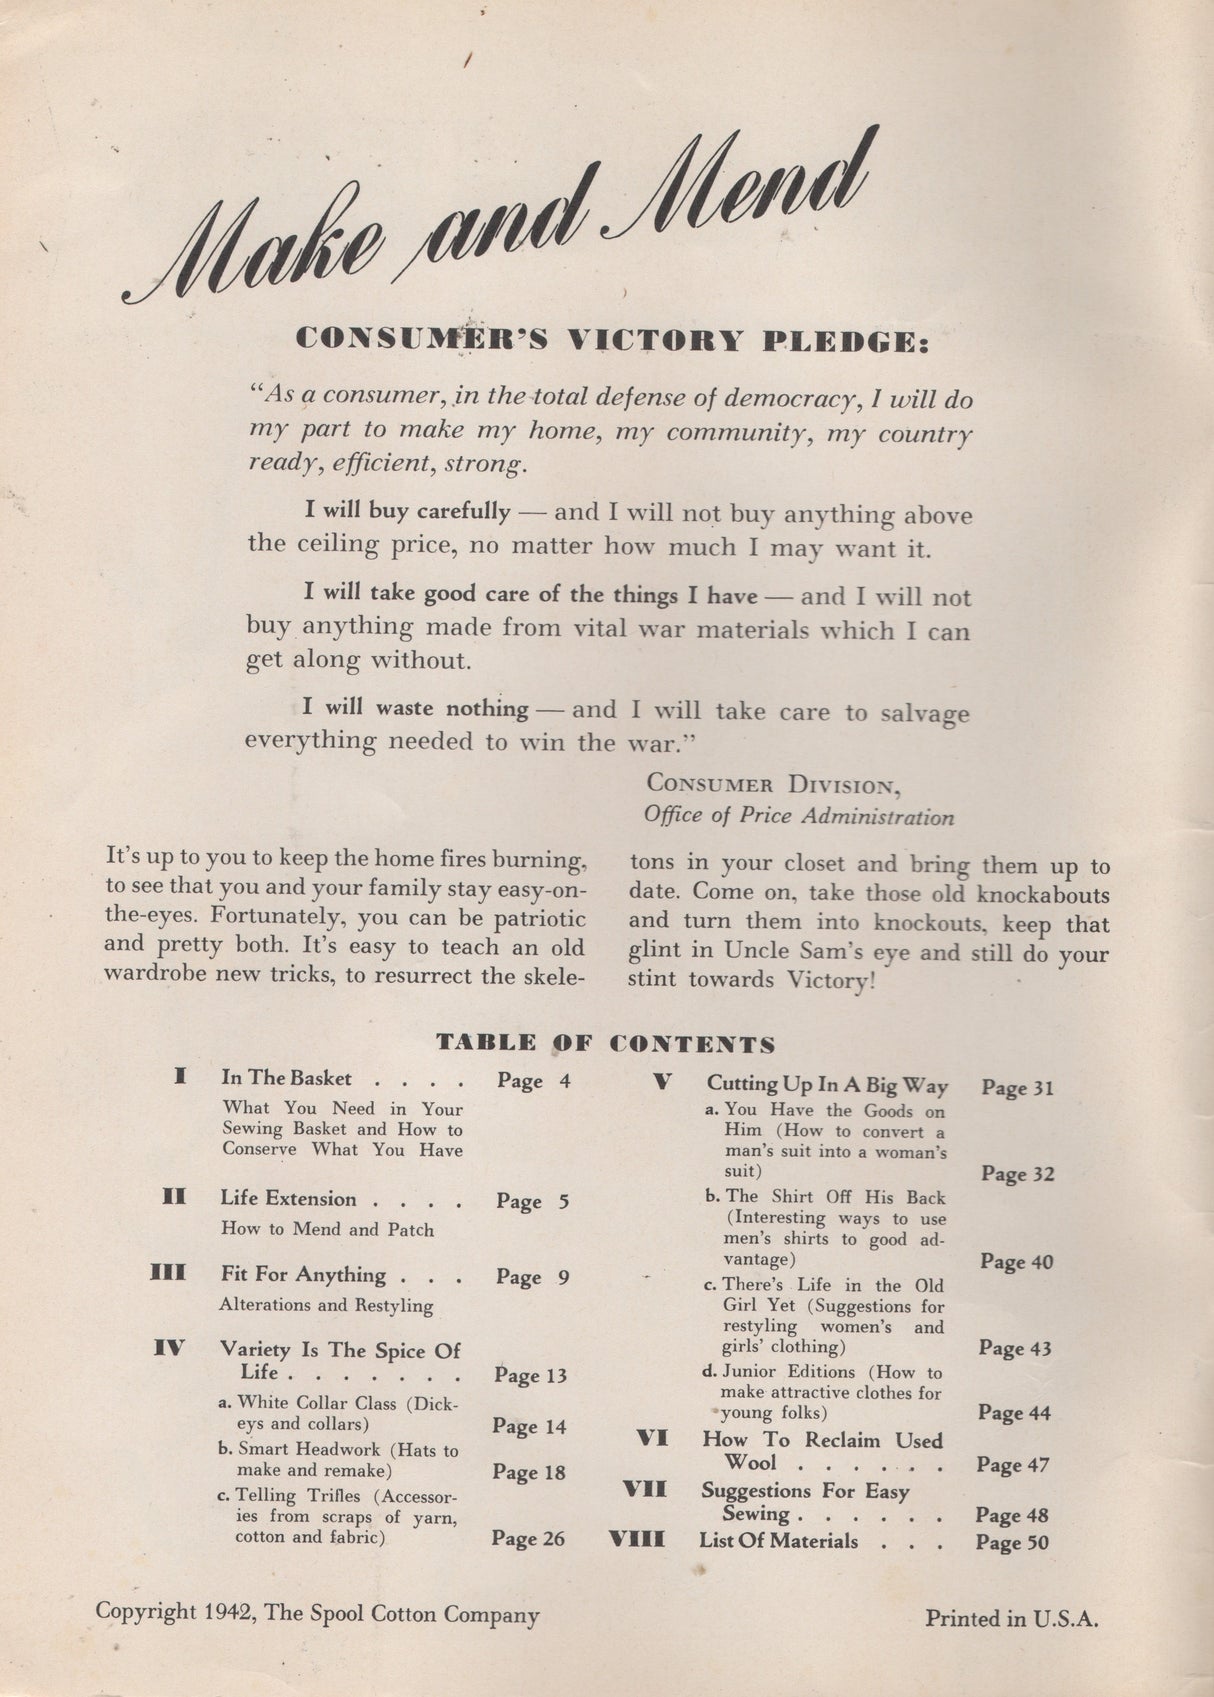 Make and Mend
CONSUMER'S VICTORY PLEDGE:
"As a consumer, in the total defense of democracy, I will do
my part to make my home, my community, my country
ready, efficient, strong.
I will buy carefully — and I will not buy anything above
the ceiling price, no matter how much I may want it.
I will take good care of the things I have — and I will not
buy anything made from vital war materials which I can
get along without.
I will waste nothing — and I will take care to salvage
everything needed to win the war."
CONSUMER DIVISION,
Office of Price Administration
It's up to you to keep the home fires burning,
to see that you and your family stay easy-on-
the-eyes. Fortunately, you can be patriotic
and pretty both. It's easy to teach an old
wardrobe new tricks, to resurrect the skele-
tons in your closet and bring them up to
date. Come on, take those old knockabouts
and turn them into knockouts, keep that
glint in Uncle Sam's eye and still do your
stint towards Victory!
TABLE OF CONTENTS
I In The Basket . . . . Page 4
What You Need in Your
Sewing Basket and How to
Conserve What You Have
II Life Extension . . . . Page 5
How to Mend and Patch
III Fit For Anything . . . Page 9
Alterations and Restyling
IV Variety Is The Spice Of
Life . . . . . . . Page 13
a. White Collar Class (Dick-
eys and collars) Page 14
b. Smart Headwork (Hats to
make and remake) Page 18
c. Telling Trifles (Accessor-
ies from scraps of yarn,
cotton and fabric) Page 26
V Cutting Up In A Big Way Page 31
a. You Have the Goods on
Him (How to convert a
man's suit into a woman's
suit) Page 32
b. The Shirt Off His Back
(Interesting ways to use
men's shirts to good ad-
vantage) Page 40
c. There's Life in the Old
Girl Yet (Suggestions for
restyling women's and
girls' clothing) Page 43
d. Junior Editions (How to
make attractive clothes for
young folks) Page 44
VI How To Reclaim Used
Wool . . . . . . Page 47
VII Suggestions For Easy
Sewing . . . . . . Page 48
VIII List Of Materials . . . Page 50
Copyright 1942, The Spool Cotton Company
Printed in U.S.A.